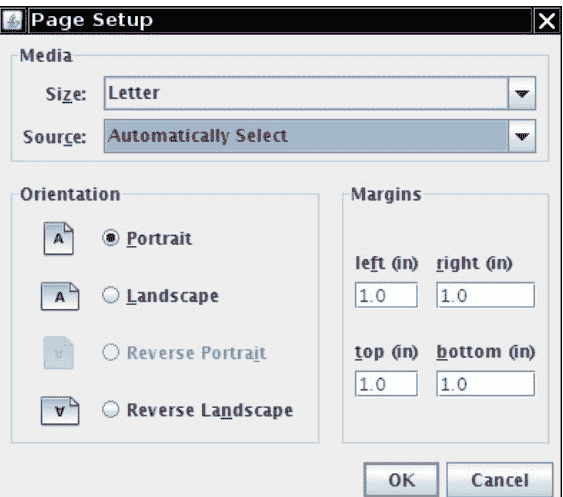 Page Setup
Media
Size: Letter
Source: Automatically Select
Orientation
A Portrait
A Landscape
A Reverse Portrait
A Reverse Landscape
Margins
left (in) right (in)
1.0 1.0
top (in) bottom (in)
1.0 1.0
OK Cancel